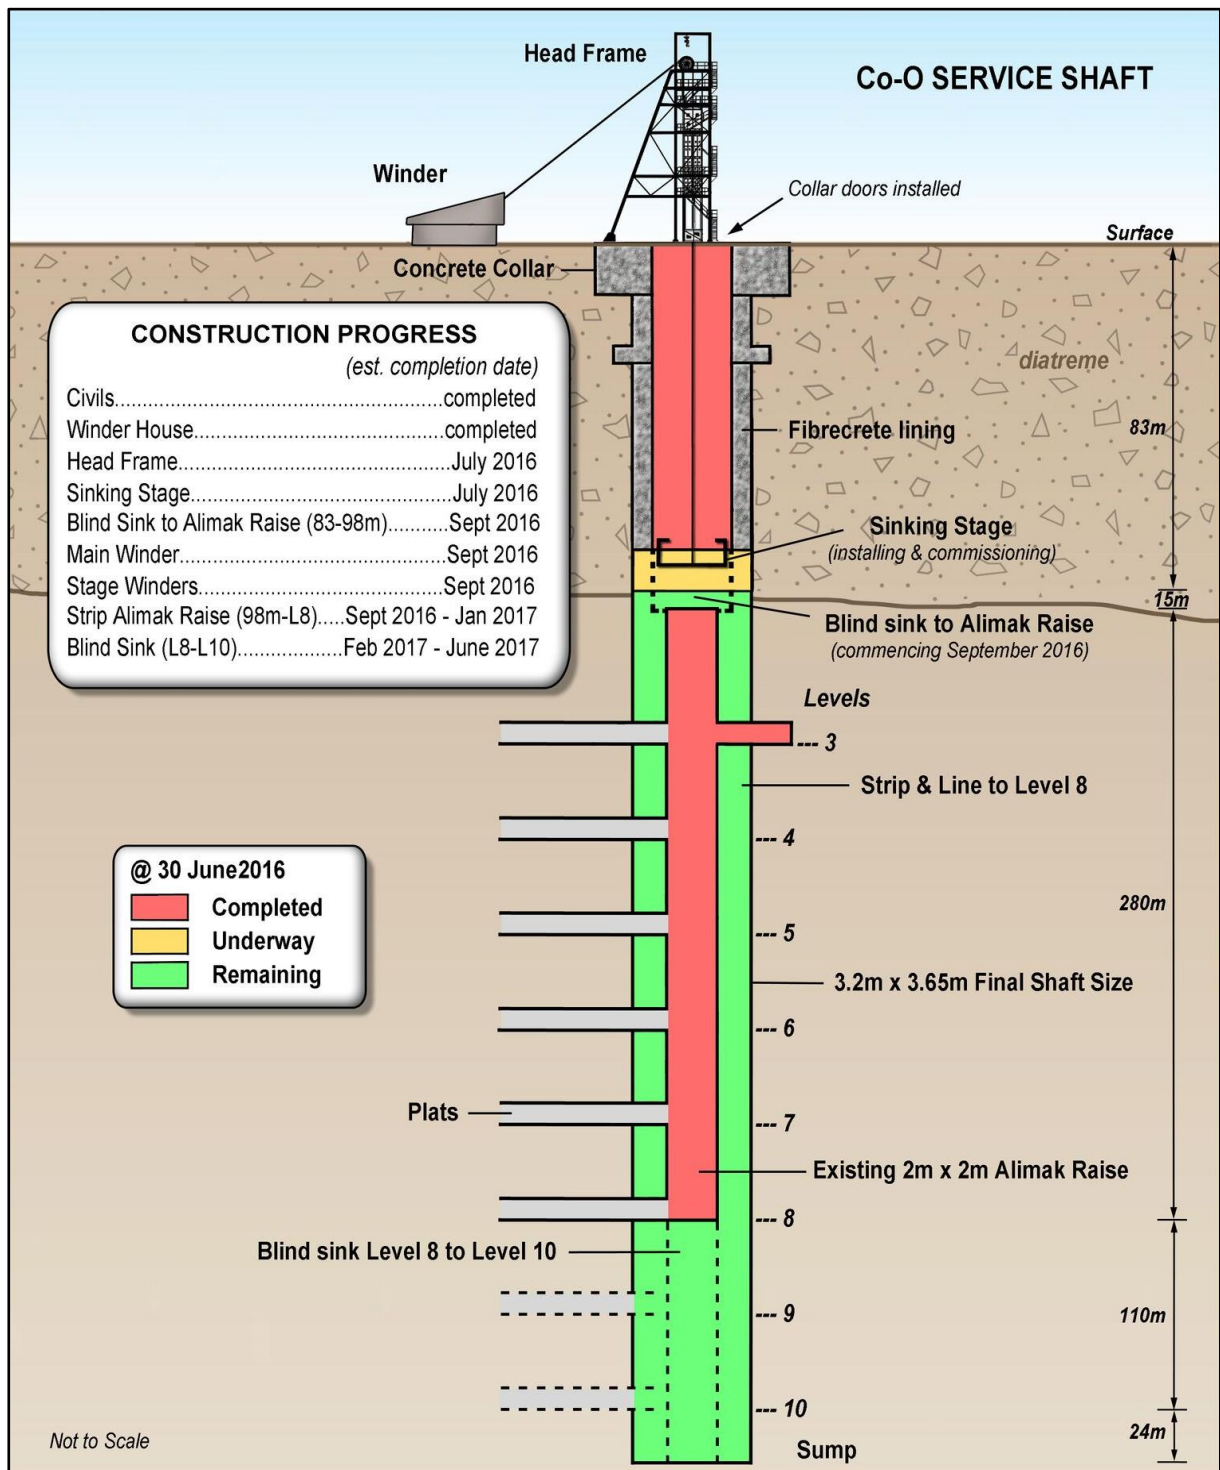 Head Frame
Co-O SERVICE SHAFT
Winder
Collar doors installed
Surface
Concrete Collar
CONSTRUCTION PROGRESS
(est. completion date)
Civils..................................................completed
Winder House......................................completed
Head Frame.........................................July 2016
Sinking Stage.......................................July 2016
Blind Sink to Alimak Raise (83-98m)..........Sept 2016
Main Winder........................................Sept 2016
Stage Winders.....................................Sept 2016
Strip Alimak Raise (98m-L8).....Sept 2016 - Jan 2017
Blind Sink (L8-L10)................Feb 2017 - June 2017
diatreme
Fibrecrete lining
83m
Sinking Stage
(installing & commissioning)
15m
Blind sink to Alimak Raise
(commencing September 2016)
Levels
--- 3
Strip & Line to Level 8
--- 4
@ 30 June2016
Completed
Underway
Remaining
280m
--- 5
3.2m x 3.65m Final Shaft Size
--- 6
Plats
--- 7
Existing 2m x 2m Alimak Raise
--- 8
Blind sink Level 8 to Level 10
--- 9
110m
--- 10
24m
Not to Scale
Sump